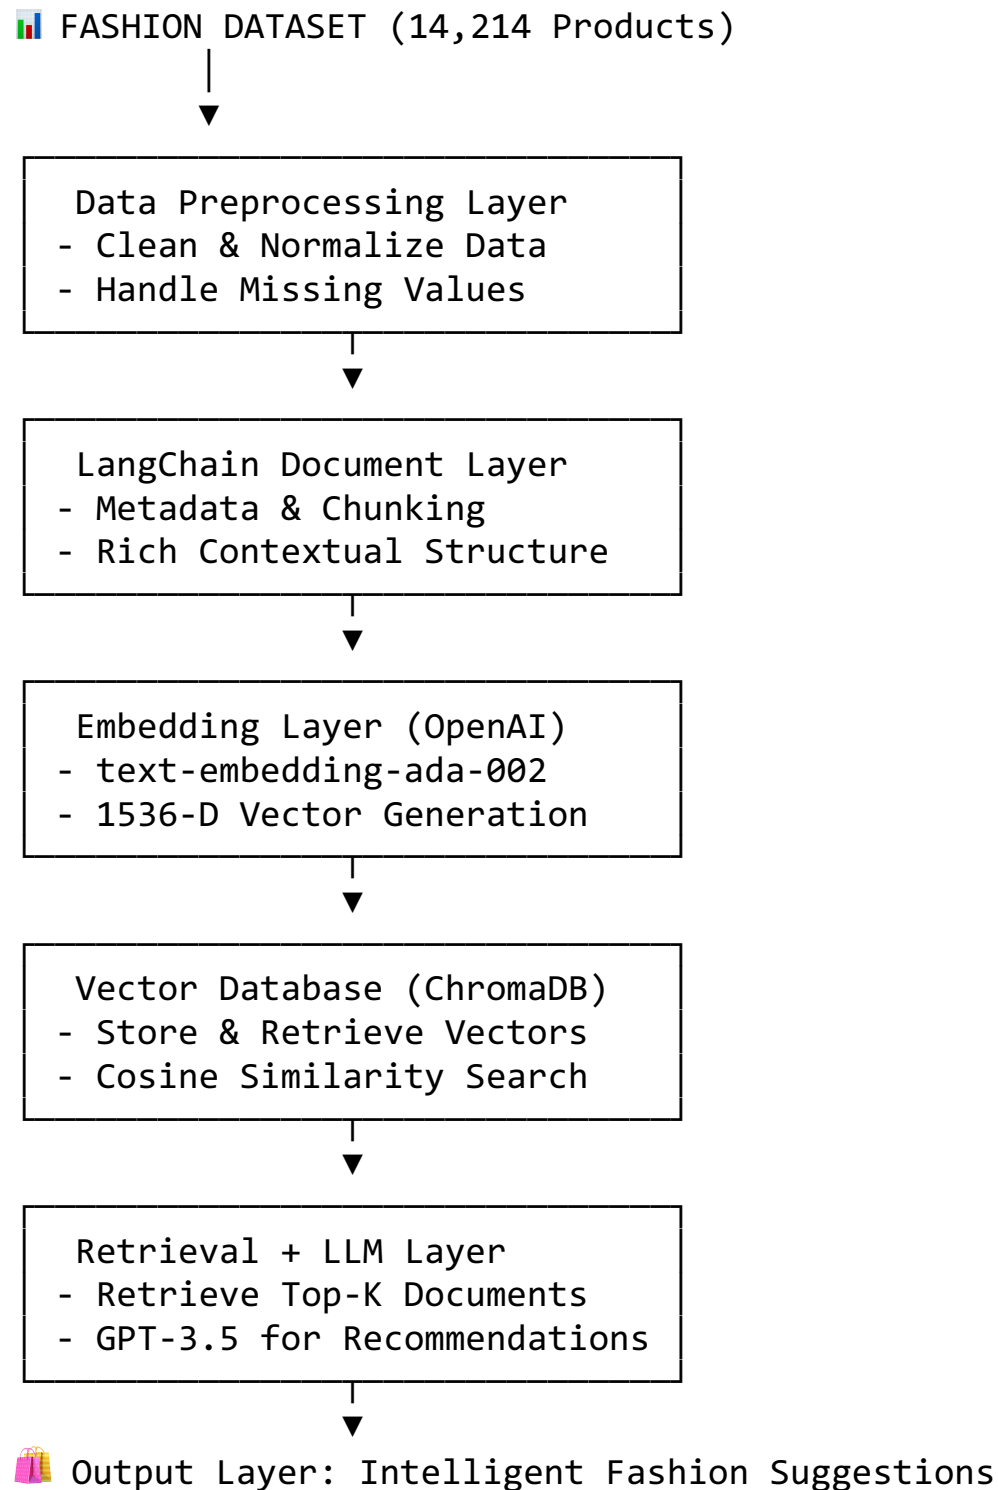 FASHION DATASET (14,214 Products)
Data Preprocessing Layer
- Clean & Normalize Data
- Handle Missing Values
LangChain Document Layer
- Metadata & Chunking
- Rich Contextual Structure
Embedding Layer (OpenAI)
- text-embedding-ada-002
- 1536-D Vector Generation
Vector Database (ChromaDB)
- Store & Retrieve Vectors
- Cosine Similarity Search
Retrieval + LLM Layer
- Retrieve Top-K Documents
- GPT-3.5 for Recommendations
Output Layer: Intelligent Fashion Suggestions